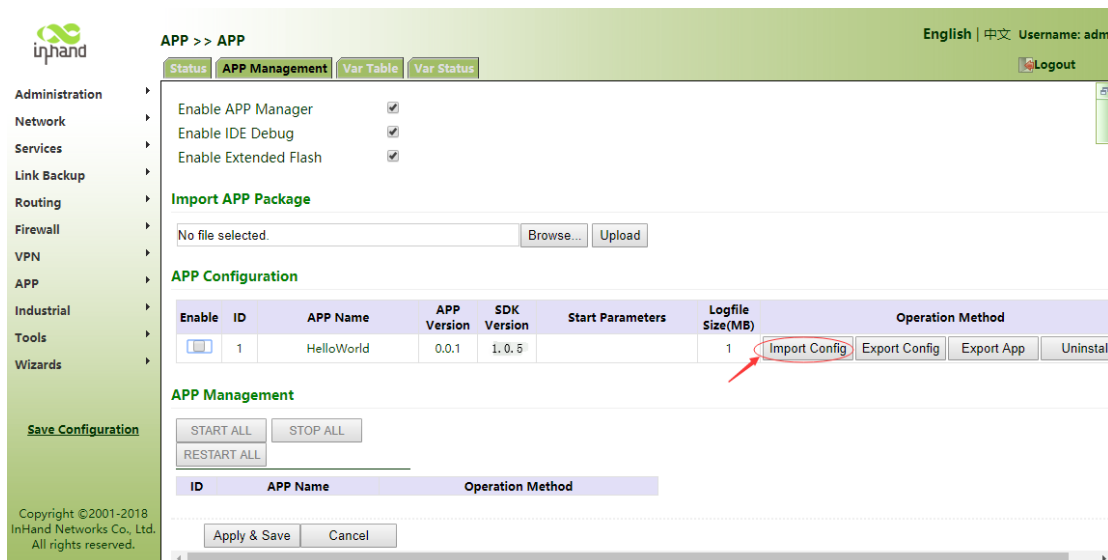 inhand
APP >> APP
English | 中文 Username: adm
Status APP Management Var Table Var Status
Logout
Administration
Network
Services
Link Backup
Routing
Firewall
VPN
APP
Industrial
Tools
Wizards
Save Configuration
Copyright ©2001-2018
InHand Networks Co., Ltd.
All rights reserved.
Enable APP Manager
Enable IDE Debug
Enable Extended Flash
Import APP Package
No file selected. Browse... Upload
APP Configuration
Enable ID APP Name APP Version SDK Version Start Parameters Logfile Size(MB) Operation Method
1 HelloWorld 0.0.1 1.0.5 1 Import Config Export Config Export App Uninstal
APP Management
START ALL STOP ALL
RESTART ALL
ID APP Name Operation Method
Apply & Save Cancel